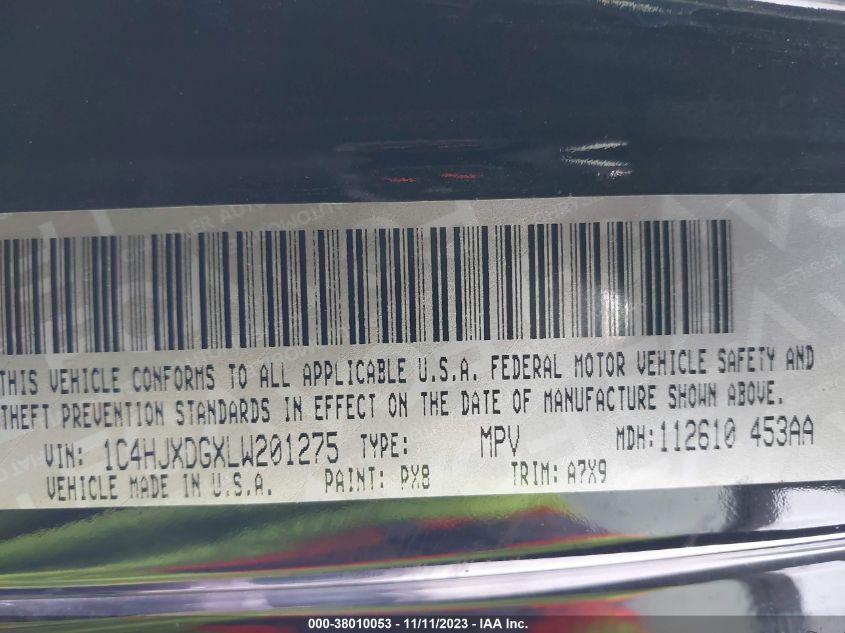 THIS VEHICLE CONFORMS TO ALL APPLICABLE U.S.A. FEDERAL MOTOR VEHICLE SAFETY AND
THEFT PREVENTION STANDARDS IN EFFECT ON THE DATE OF MANUFACTURE SHOWN ABOVE.
VIN: 1C4HJXDGXLW201275 TYPE: MPV MDH: 112610 453AA
VEHICLE MADE IN U.S.A. PAINT: PX8 TRIM: A7X9
000-38010053 - 11/11/2023 - IAA Inc.